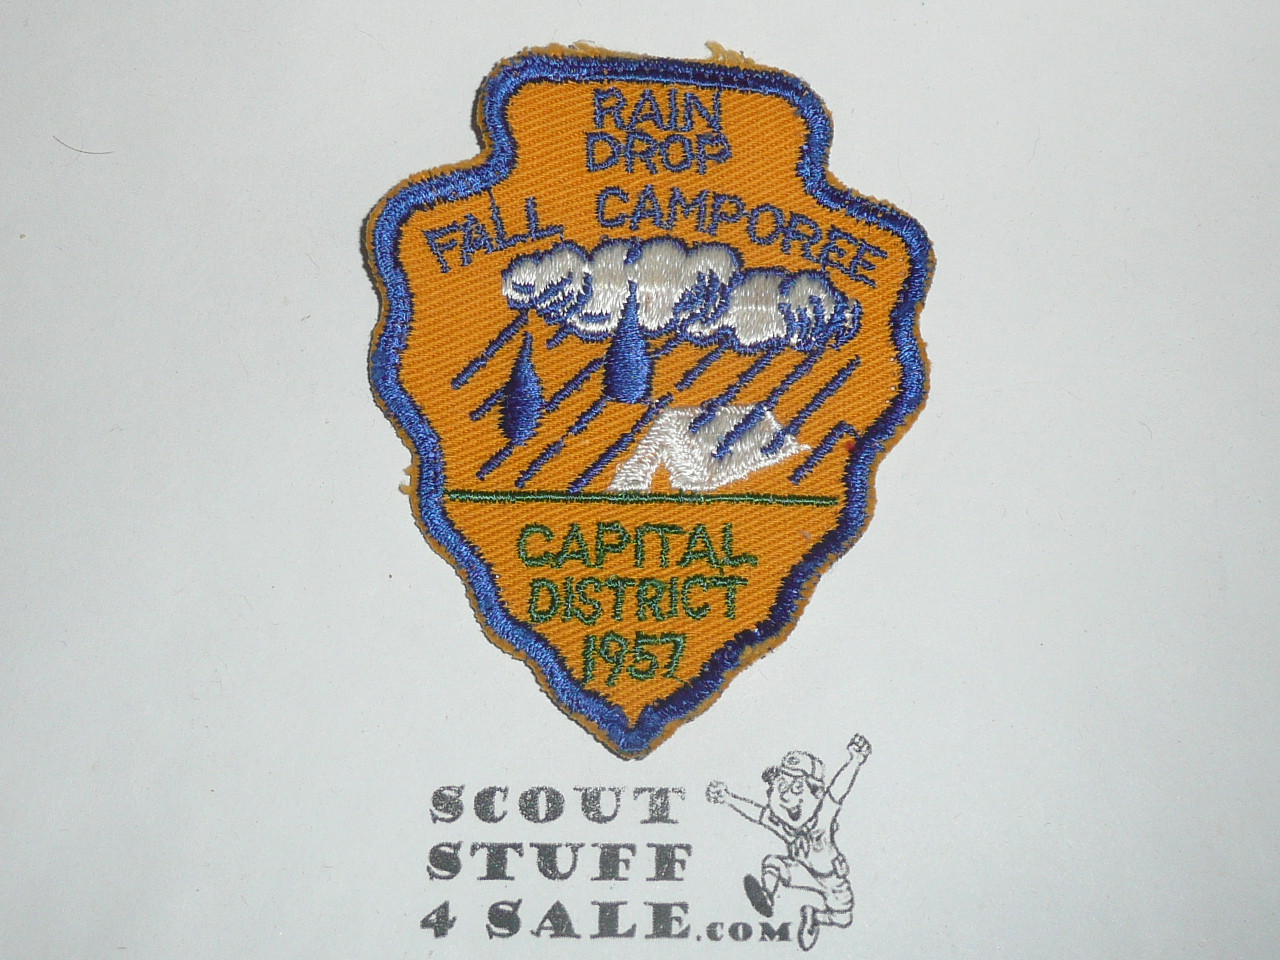 RAIN
DROP
FALL CAMPOREE
CAPITAL
DISTRICT
1957
SCOUT
STUFF
4 SALE.COM